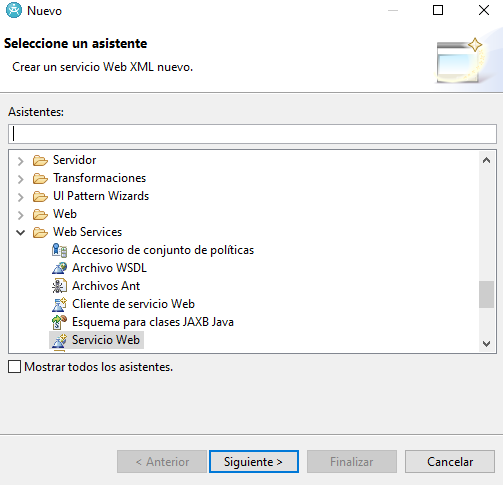 Nuevo
Seleccione un asistente
Crear un servicio Web XML nuevo.
Asistentes:
Servidor
Transformaciones
UI Pattern Wizards
Web
Web Services
Accesorio de conjunto de políticas
Archivo WSDL
Archivos Ant
Cliente de servicio Web
Esquema para clases JAXB Java
Servicio Web
Mostrar todos los asistentes.
< Anterior Siguiente > Finalizar Cancelar